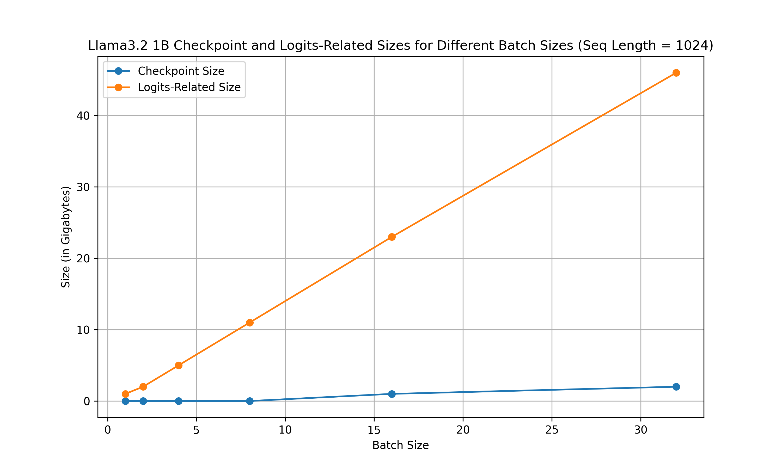 Llama3.2 1B Checkpoint and Logits-Related Sizes for Different Batch Sizes (Seq Length = 1024)
Checkpoint Size
Logits-Related Size
Size (in Gigabytes)
40
30
20
10
0
0 5 10 15 20 25 30
Batch Size